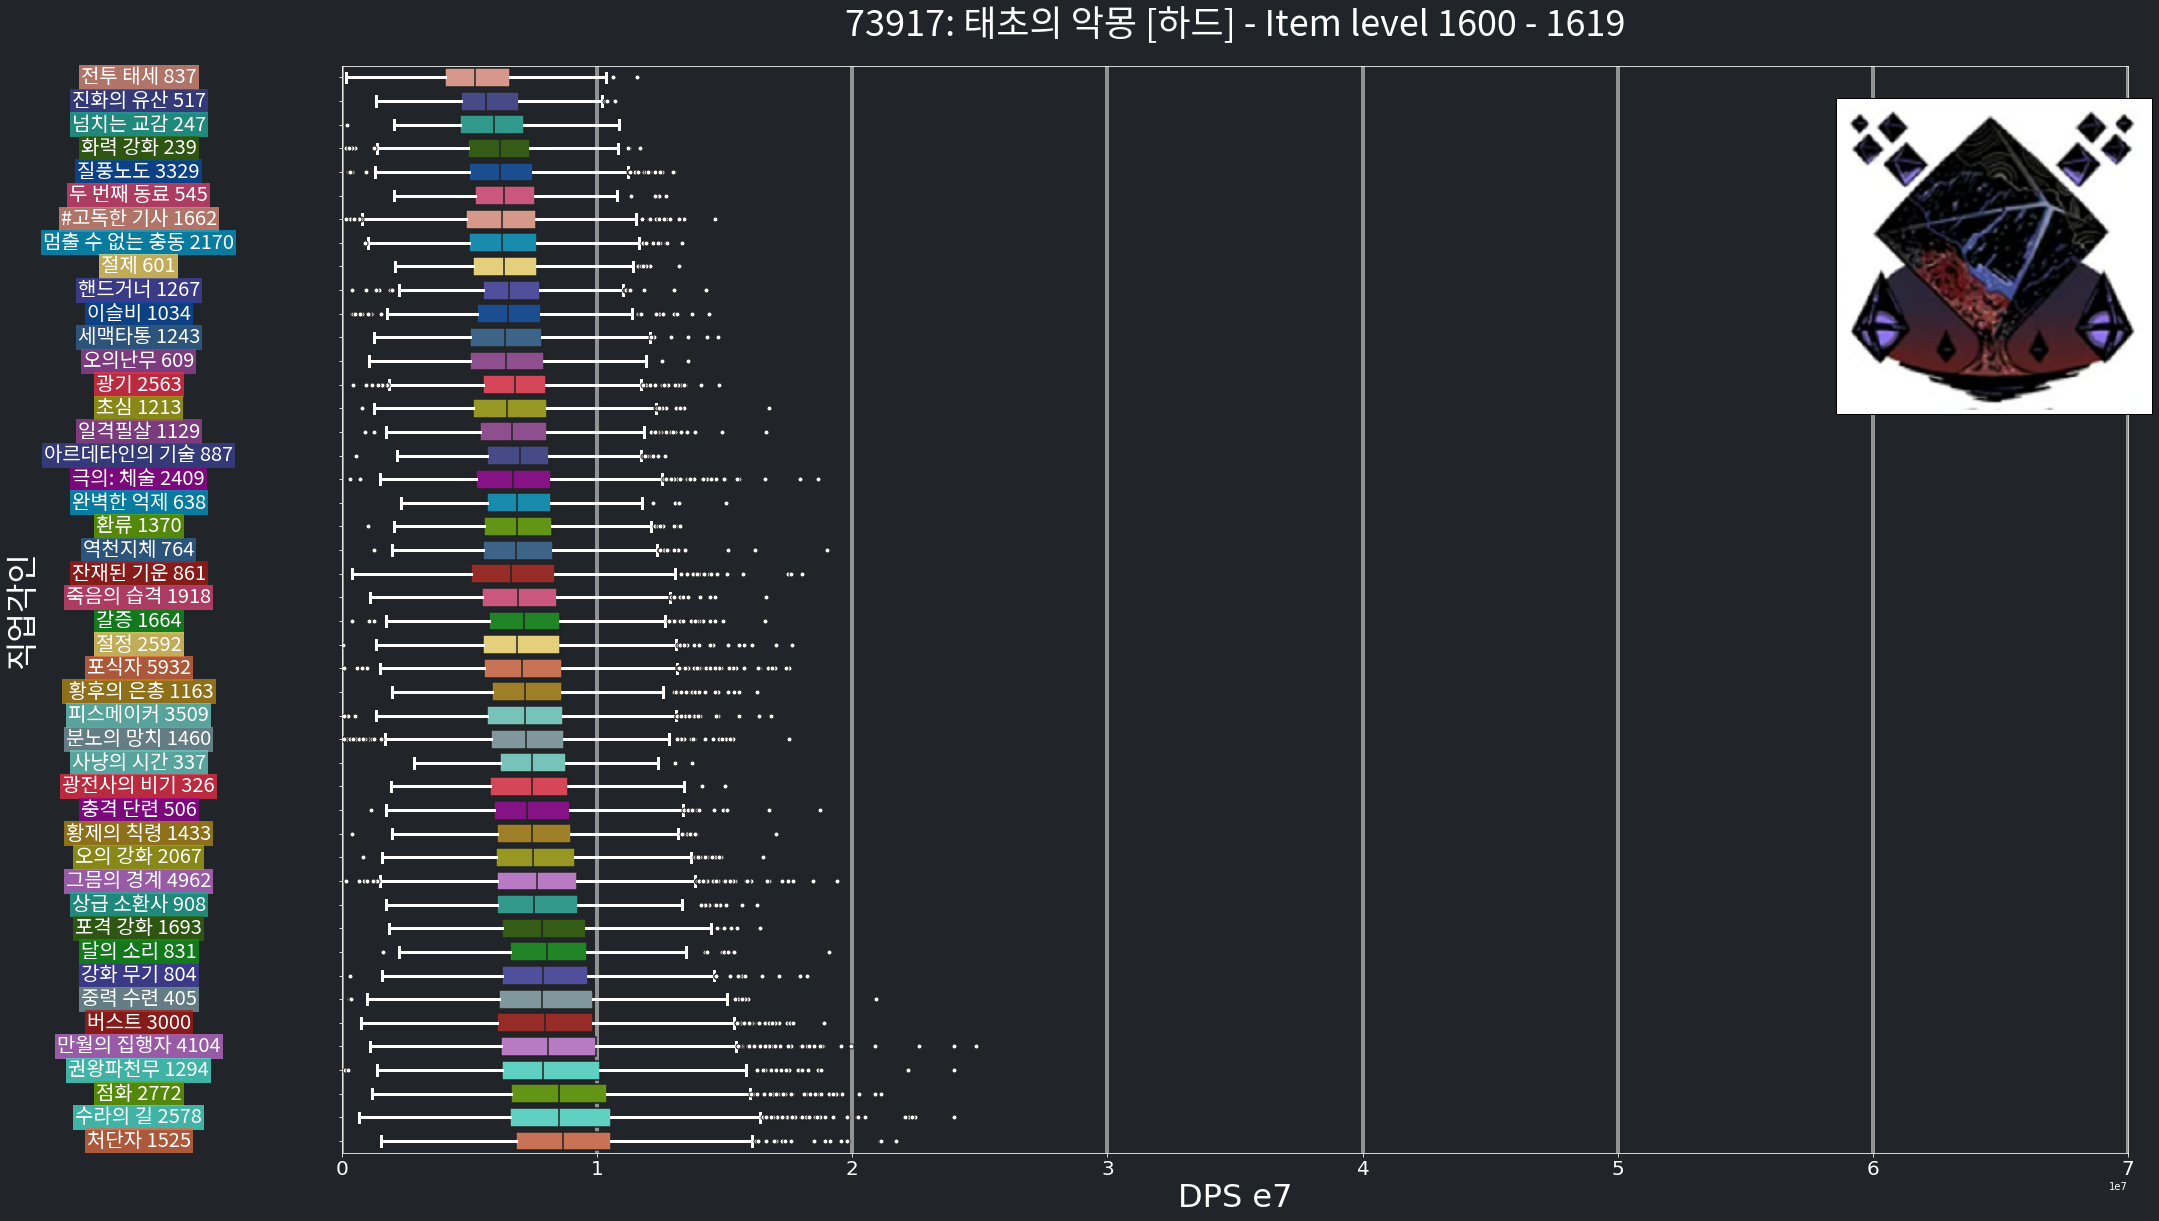 73917: 태초의 악몽 [하드] - Item level 1600 - 1619
전투 태세 837
진화의 유산 517
넘치는 교감 247
화력 강화 239
질풍노도 3329
두 번째 동료 545
#고독한 기사 1662
멈출 수 없는 충동 2170
절제 601
핸드거너 1267
이슬비 1034
세맥타통 1243
오의난무 609
광기 2563
초심 1213
일격필살 1129
아르데타인의 기술 887
극의: 체술 2409
완벽한 억제 638
환류 1370
역천지체 764
잔재된 기운 861
죽음의 습격 1918
갈증 1664
절정 2592
포식자 5932
황후의 은총 1163
피스메이커 3509
분노의 망치 1460
사냥의 시간 337
광전사의 비기 326
충격 단련 506
황제의 칙령 1433
오의 강화 2067
그믐의 경계 4962
상급 소환사 908
포격 강화 1693
달의 소리 831
강화 무기 804
중력 수련 405
버스트 3000
만월의 집행자 4104
권왕파천무 1294
점화 2772
수라의 길 2578
처단자 1525
직업각인
0 1 2 3 4 5 6 7
1e7
DPS e7